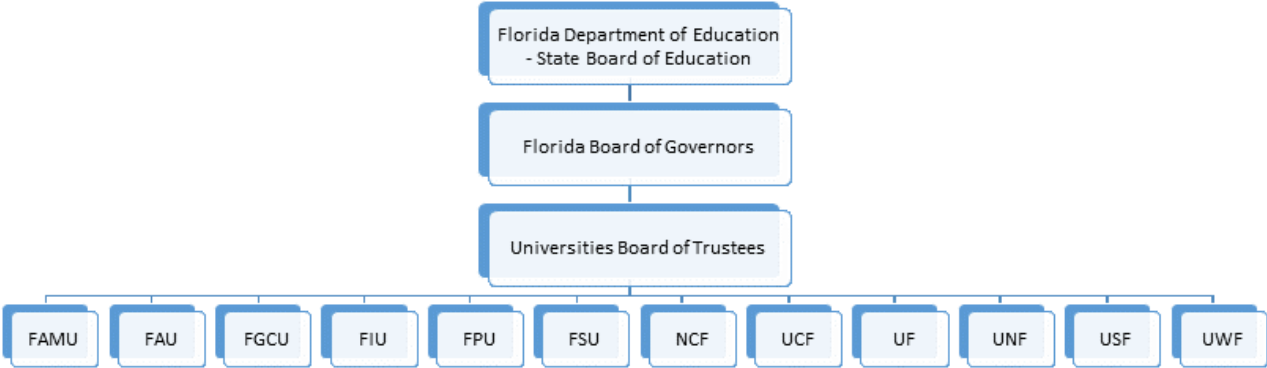 Florida Department of Education
- State Board of Education
Florida Board of Governors
Universities Board of Trustees
FAMU
FAU
FGCU
FIU
FPU
FSU
NCF
UCF
UF
UNF
USF
UWF